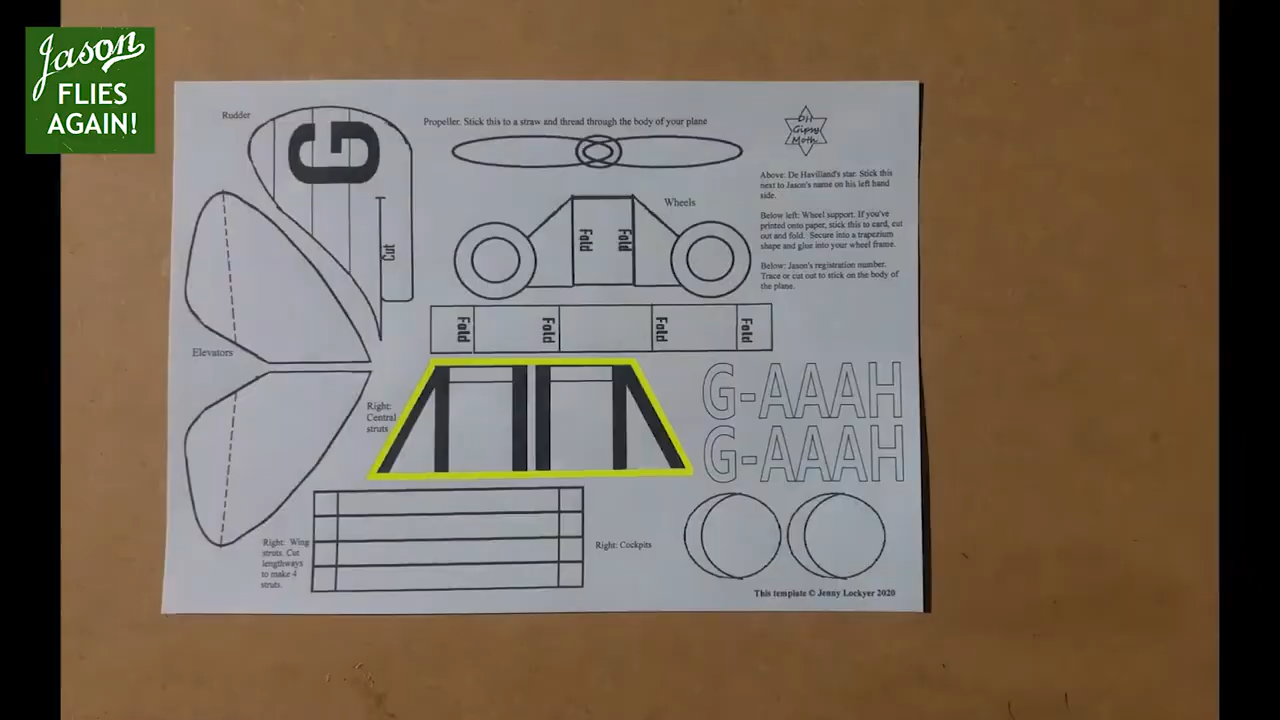 Jason
FLIES
AGAIN!
Rudder
G
Cut
Propeller. Stick this to a straw and thread through the body of your plane
DH
Gipsy
Moth
Above: De Havilland's star. Stick this
next to Jason's name on his left hand
side.
Wheels
Fold
Fold
Below left: Wheel support. If you've
printed onto paper, stick this to card, cut
out and fold. Secure into a trapezium
shape and glue into your wheel frame.
Below: Jason's registration number.
Trace or cut out to stick on the body of
the plane.
Fold
Fold
Fold
Fold
Elevators
Right:
Central
struts
G-AAAH
G-AAAH
Right: Wing
struts. Cut
lengthways
to make 4
struts.
Right: Cockpits
This template © Jenny Lockyer 2020